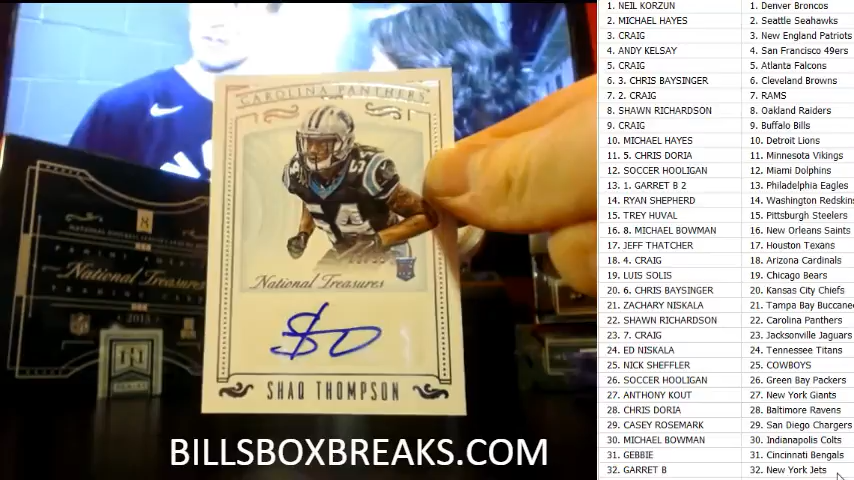 CAROLINA PANTHERS
54
National Treasures
SHAQ THOMPSON
National Treasures
2015
BILLSBOXBREAKS.COM
1. NEIL KORZUN 1. Denver Broncos
2. MICHAEL HAYES 2. Seattle Seahawks
3. CRAIG 3. New England Patriots
4. ANDY KELSAY 4. San Francisco 49ers
5. CRAIG 5. Atlanta Falcons
6. 3. CHRIS BAYSINGER 6. Cleveland Browns
7. 2. CRAIG 7. RAMS
8. SHAWN RICHARDSON 8. Oakland Raiders
9. CRAIG 9. Buffalo Bills
10. MICHAEL HAYES 10. Detroit Lions
11. 5. CHRIS DORIA 11. Minnesota Vikings
12. SOCCER HOOLIGAN 12. Miami Dolphins
13. 1. GARRET B 2 13. Philadelphia Eagles
14. RYAN SHEPHERD 14. Washington Redskins
15. TREY HUVAL 15. Pittsburgh Steelers
16. 8. MICHAEL BOWMAN 16. New Orleans Saints
17. JEFF THATCHER 17. Houston Texans
18. 4. CRAIG 18. Arizona Cardinals
19. LUIS SOLIS 19. Chicago Bears
20. 6. CHRIS BAYSINGER 20. Kansas City Chiefs
21. ZACHARY NISKALA 21. Tampa Bay Buccanee
22. SHAWN RICHARDSON 22. Carolina Panthers
23. 7. CRAIG 23. Jacksonville Jaguars
24. ED NISKALA 24. Tennessee Titans
25. NICK SHEFFLER 25. COWBOYS
26. SOCCER HOOLIGAN 26. Green Bay Packers
27. ANTHONY KOUT 27. New York Giants
28. CHRIS DORIA 28. Baltimore Ravens
29. CASEY ROSEMARK 29. San Diego Chargers
30. MICHAEL BOWMAN 30. Indianapolis Colts
31. GEBBIE 31. Cincinnati Bengals
32. GARRET B 32. New York Jets